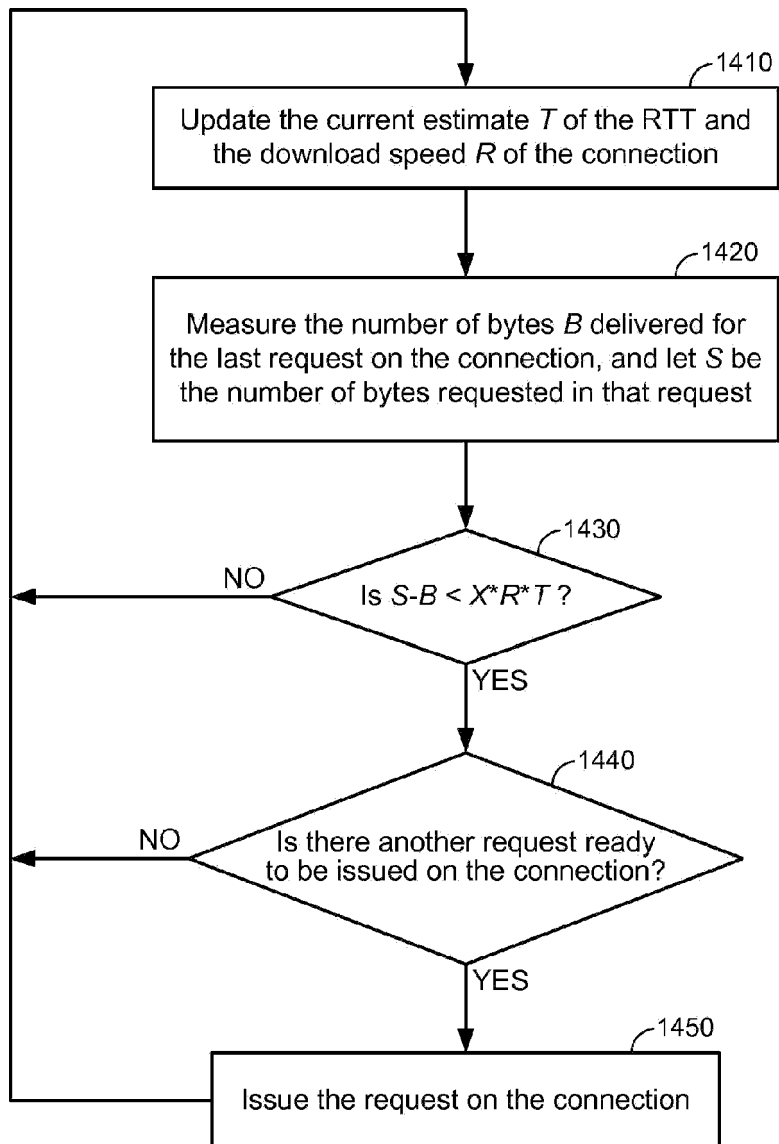 1410
Update the current estimate T of the RTT and
the download speed R of the connection
1420
Measure the number of bytes B delivered for
the last request on the connection, and let S be
the number of bytes requested in that request
1430
NO
Is S-B < X*R*T ?
YES
1440
NO
Is there another request ready
to be issued on the connection?
YES
1450
Issue the request on the connection